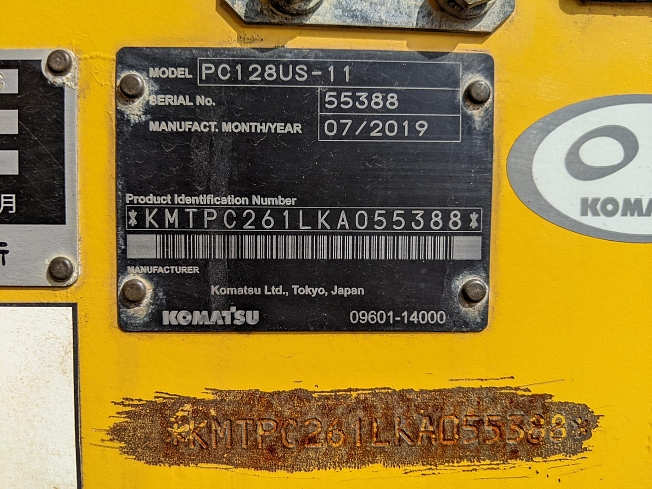 MODEL PC128US-11
SERIAL No. 55388
MANUFACT. MONTH/YEAR 07/2019
月
Product Identification Number
*KMTPC261LKA055388*
MANUFACTURER
Komatsu Ltd., Tokyo, Japan
KOMATSU 09601-14000
KOMA
*KMTPC261LKA055388*